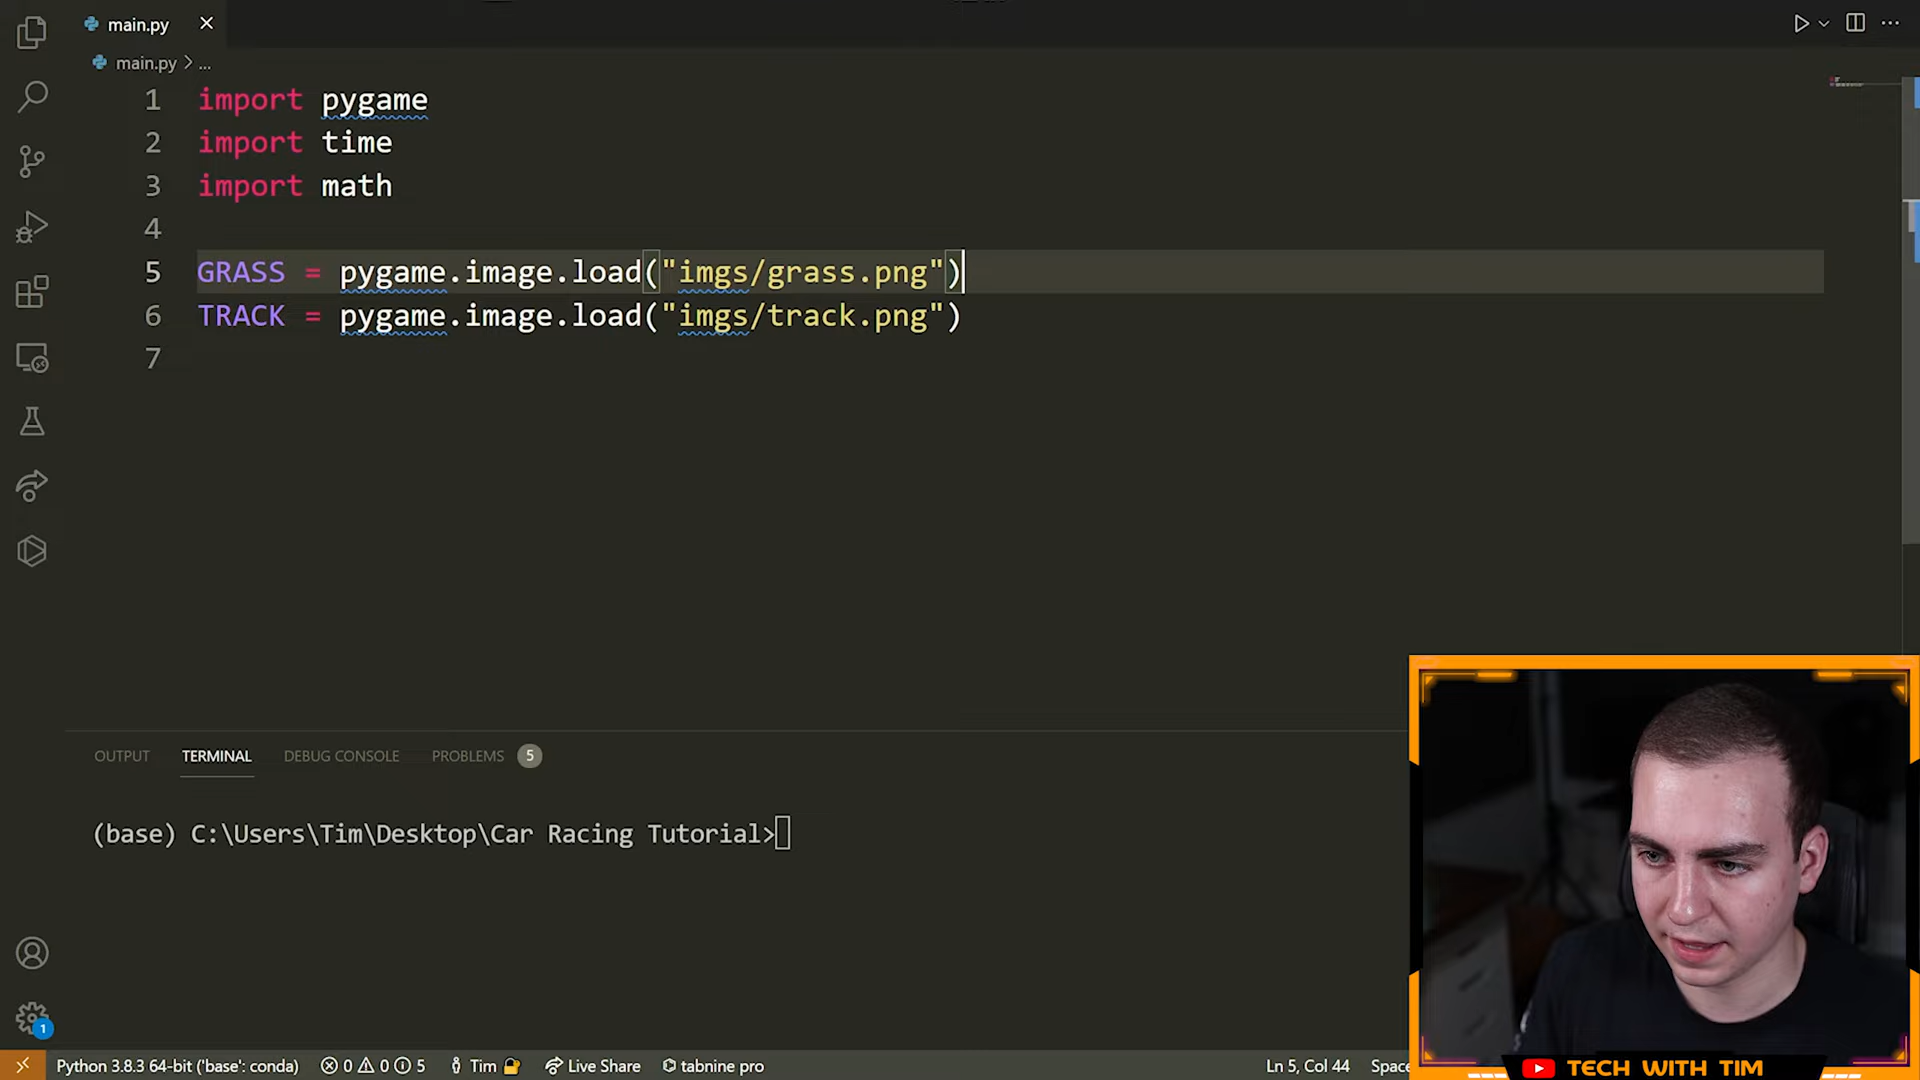 main.py
main.py > ...
1 import pygame
2 import time
3 import math
4
5 GRASS = pygame.image.load("imgs/grass.png")
6 TRACK = pygame.image.load("imgs/track.png")
7
OUTPUT TERMINAL DEBUG CONSOLE PROBLEMS 5
(base) C:\Users\Tim\Desktop\Car Racing Tutorial>
1
Python 3.8.3 64-bit ('base': conda) 0 0 5 Tim Live Share tabnine pro Ln 5, Col 44 Space
TECH WITH TIM